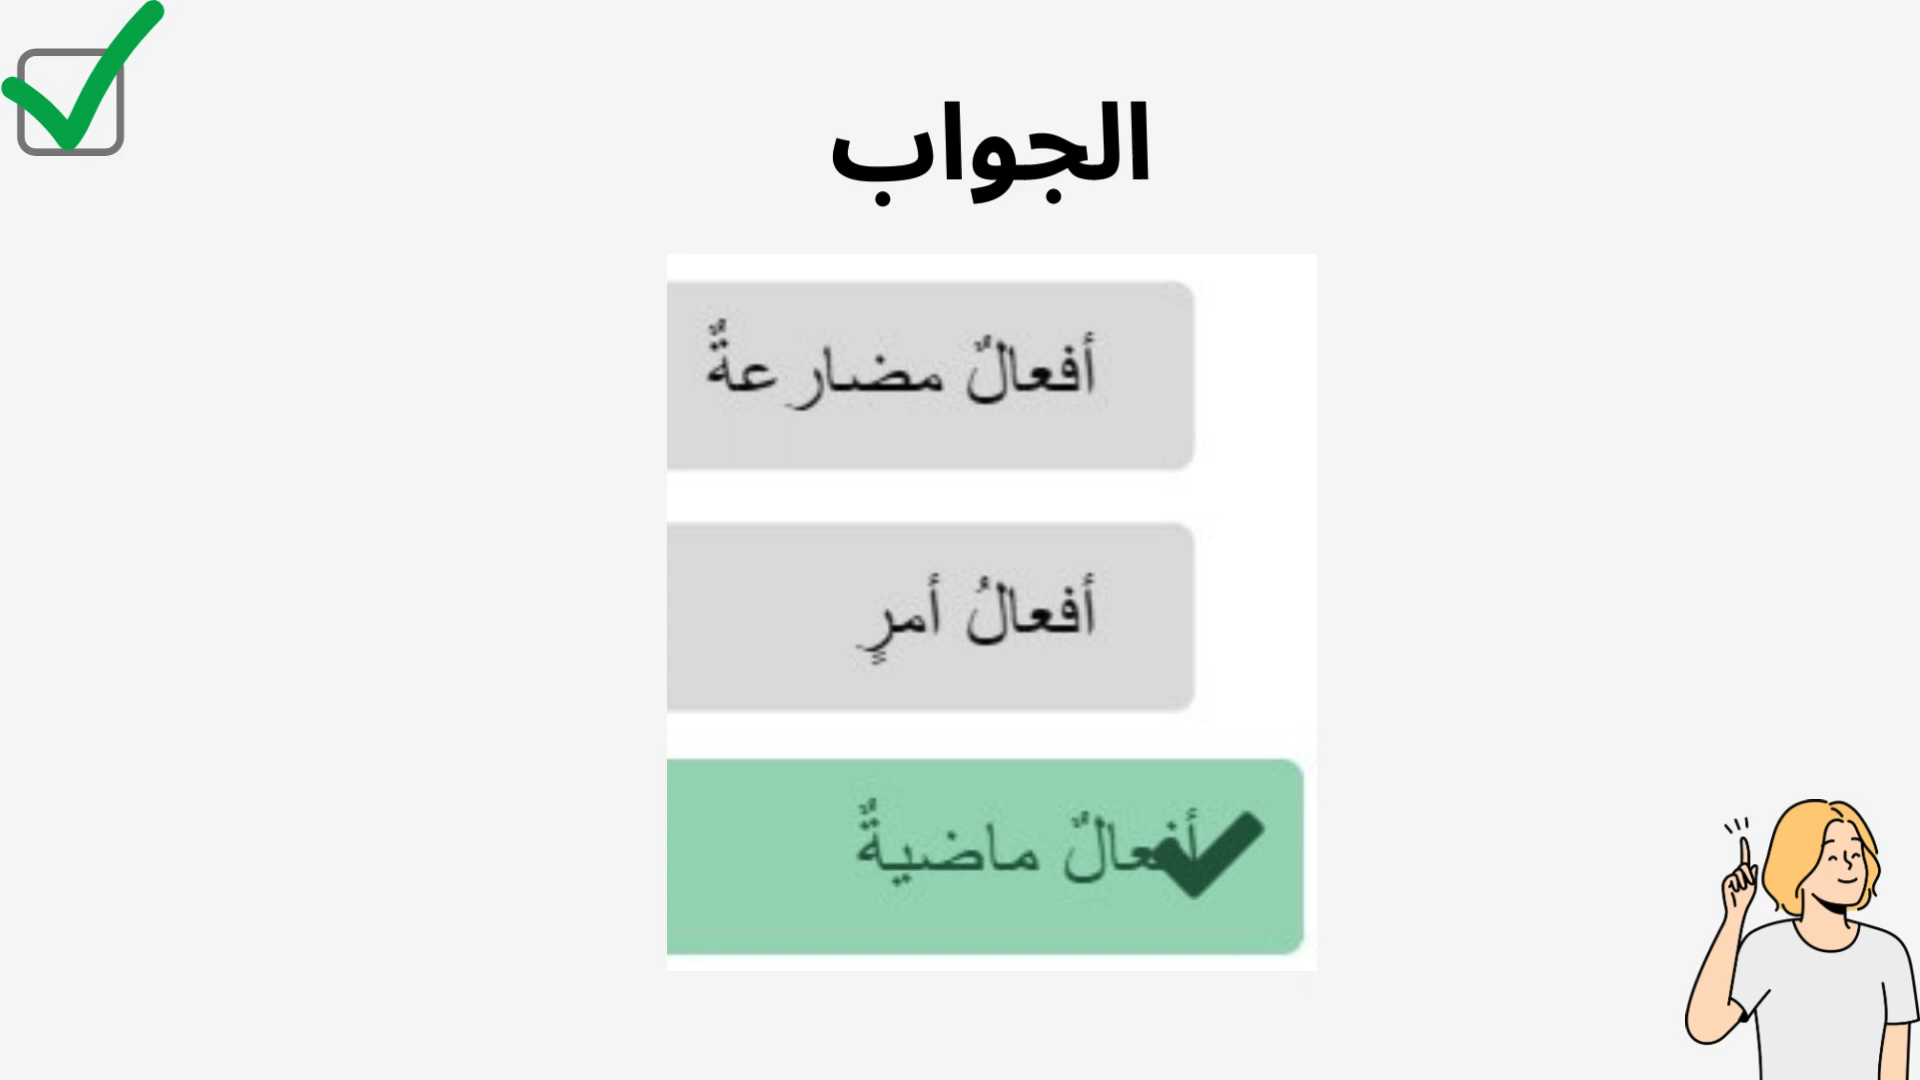 الجواب
أفعالٌ مضارعةٌ
أفعالُ أمرٍ
أفعالٌ ماضيةٌ